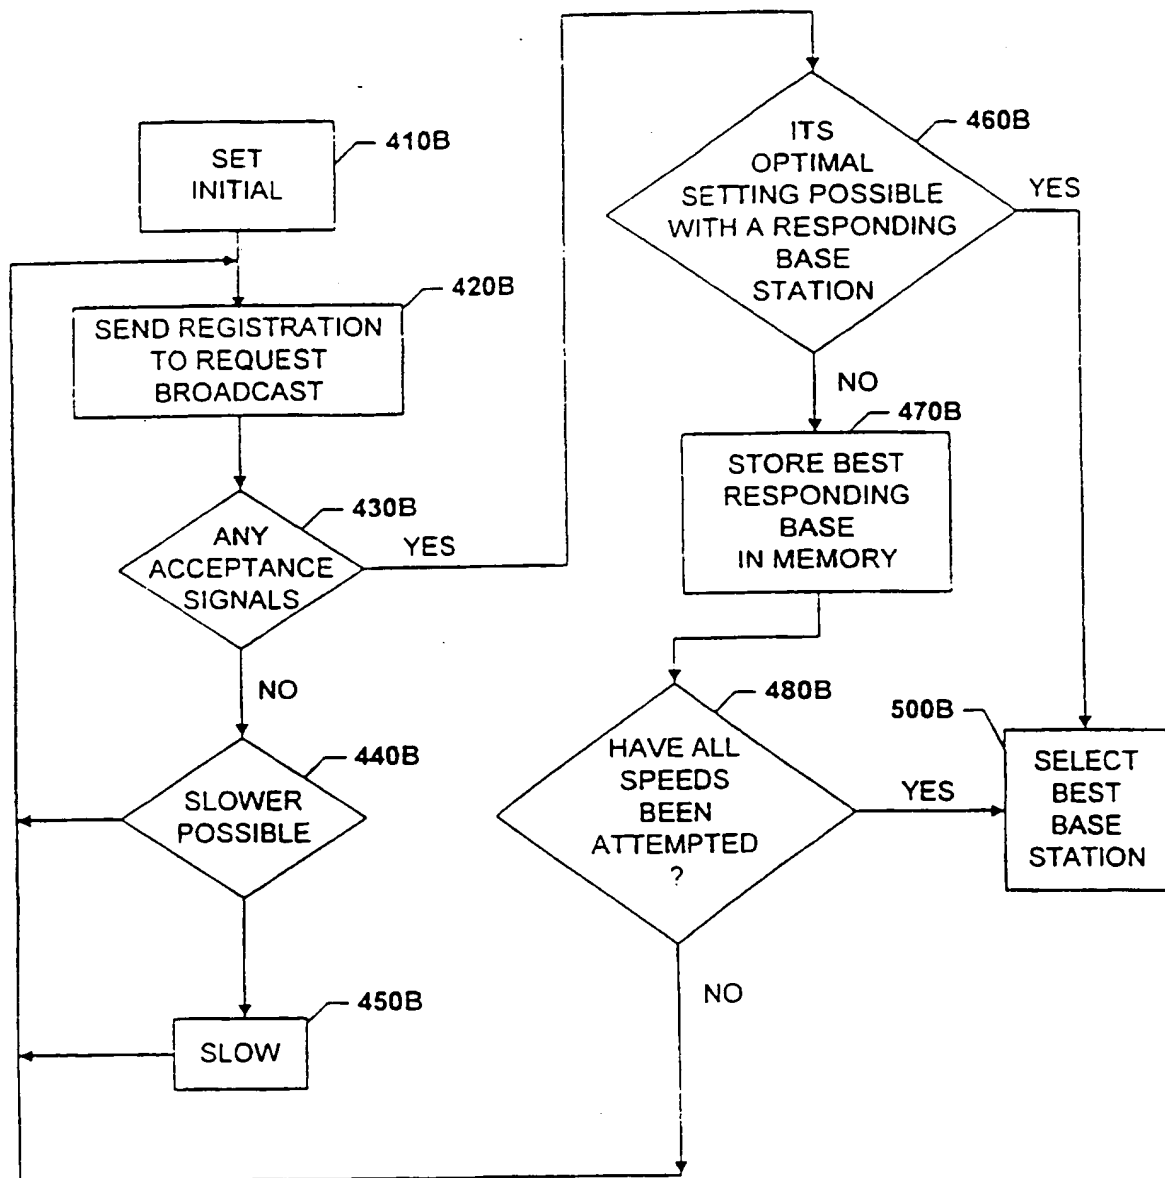 410B
SET
INITIAL
420B
SEND REGISTRATION
TO REQUEST
BROADCAST
430B
ANY
ACCEPTANCE
SIGNALS
YES
NO
440B
SLOWER
POSSIBLE
450B
SLOW
460B
ITS
OPTIMAL
SETTING POSSIBLE
WITH A RESPONDING
BASE
STATION
YES
NO
470B
STORE BEST
RESPONDING
BASE
IN MEMORY
480B
HAVE ALL
SPEEDS
BEEN
ATTEMPTED
?
YES
NO
500B
SELECT
BEST
BASE
STATION